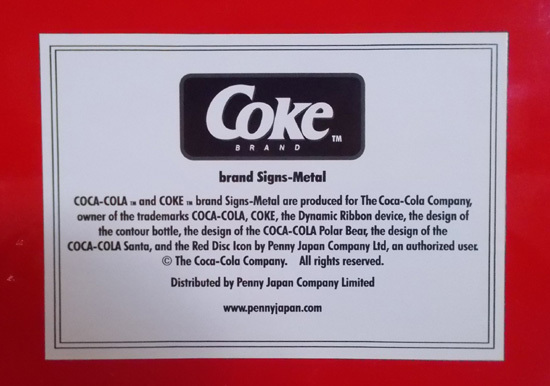 Coke™
BRAND
brand Signs-Metal
COCA-COLA ™ and COKE ™ brand Signs-Metal are produced for The Coca-Cola Company,
owner of the trademarks COCA-COLA, COKE, the Dynamic Ribbon device, the design of
the contour bottle, the design of the COCA-COLA Polar Bear, the design of the
COCA-COLA Santa, and the Red Disc Icon by Penny Japan Company Ltd, an authorized user.
© The Coca-Cola Company. All rights reserved.
Distributed by Penny Japan Company Limited
www.pennyjapan.com